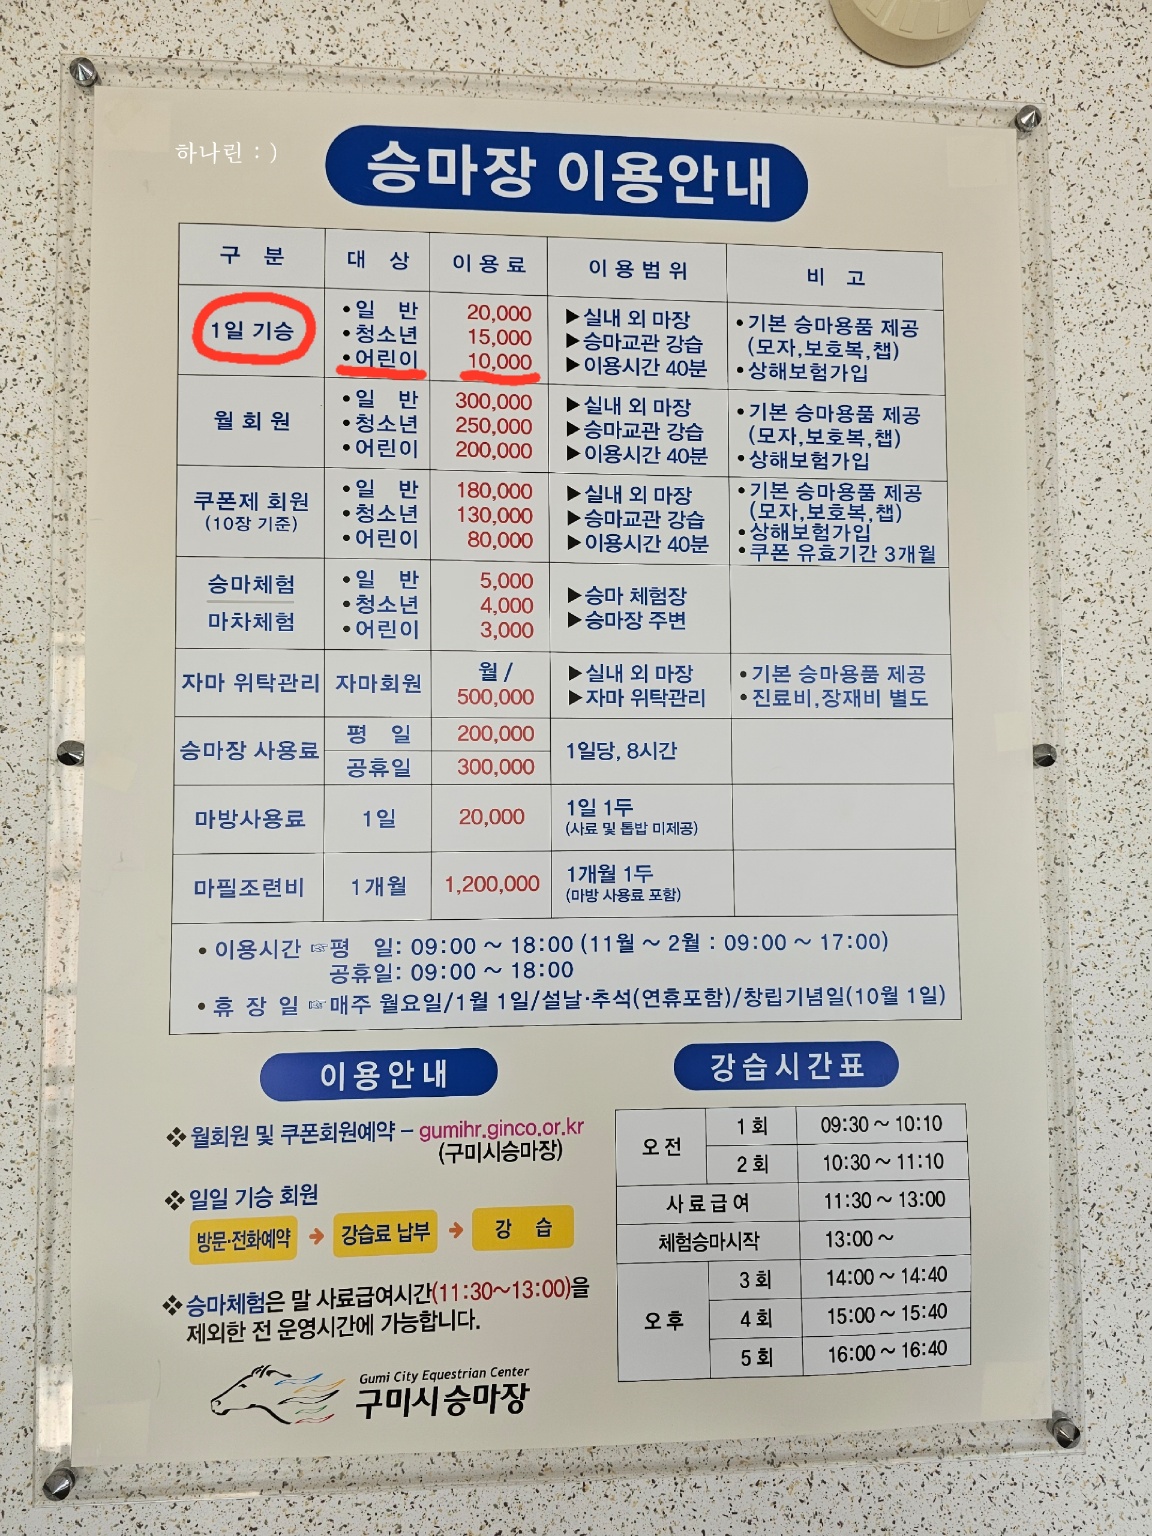 하나린 : )
승마장 이용안내
구 분 대 상 이용료 이용범위 비 고
1일 기승
•일 반 20,000
•청소년 15,000
•어린이 10,000
▶실내 외 마장
▶승마교관 강습
▶이용시간 40분
•기본 승마용품 제공
(모자,보호복,챕)
•상해보험가입
월 회 원
•일 반 300,000
•청소년 250,000
•어린이 200,000
▶실내 외 마장
▶승마교관 강습
▶이용시간 40분
•기본 승마용품 제공
(모자,보호복,챕)
•상해보험가입
쿠폰제 회원
(10장 기준)
•일 반 180,000
•청소년 130,000
•어린이 80,000
▶실내 외 마장
▶승마교관 강습
▶이용시간 40분
•기본 승마용품 제공
(모자,보호복,챕)
•상해보험가입
•쿠폰 유효기간 3개월
승마체험
마차체험
•일 반 5,000
•청소년 4,000
•어린이 3,000
▶승마 체험장
▶승마장 주변
자마 위탁관리 자마회원
월 /
500,000
▶실내 외 마장
▶자마 위탁관리
•기본 승마용품 제공
•진료비,장재비 별도
승마장 사용료
평 일 200,000
공휴일 300,000
1일당, 8시간
마방사용료 1일 20,000
1일 1두
(사료 및 톱밥 미제공)
마필조련비 1개월 1,200,000
1개월 1두
(마방 사용료 포함)
•이용시간 ☞평 일: 09:00 ~ 18:00 (11월 ~ 2월 : 09:00 ~ 17:00)
공휴일: 09:00 ~ 18:00
•휴 장 일 ☞매주 월요일/1월 1일/설날·추석(연휴포함)/창립기념일(10월 1일)
이용안내
❖월회원 및 쿠폰회원예약 – gumihr.ginco.or.kr
(구미시승마장)
❖일일 기승 회원
방문·전화예약 → 강습료 납부 → 강 습
❖승마체험은 말 사료급여시간(11:30~13:00)을
제외한 전 운영시간에 가능합니다.
Gumi City Equestrian Center
구미시승마장
강습시간표
오 전
1 회 09:30 ~ 10:10
2 회 10:30 ~ 11:10
사 료 급 여 11:30 ~ 13:00
체험승마시작 13:00 ~
오 후
3 회 14:00 ~ 14:40
4 회 15:00 ~ 15:40
5 회 16:00 ~ 16:40